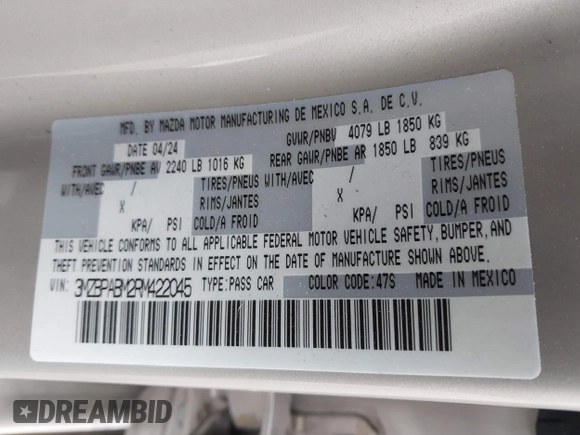 MFD. BY MAZDA MOTOR MANUFACTURING DE MEXICO S.A. DE C.V.
DATE 04/24 GVWR/PNBV 4079 LB 1850 KG
FRONT GAWR/PNBE AV 2240 LB 1016 KG REAR GAWR/PNBE AR 1850 LB 839 KG
WITH/AVEC / TIRES/PNEUS WITH/AVEC / TIRES/PNEUS
X RIMS/JANTES X RIMS/JANTES
KPA/ PSI COLD/A FROID KPA/ PSI COLD/A FROID
THIS VEHICLE CONFORMS TO ALL APPLICABLE FEDERAL MOTOR VEHICLE SAFETY, BUMPER, AND
THEFT PREVENTION STANDARDS IN EFFECT ON THE DATE OF MANUFACTURE SHOWN ABOVE.
VIN: 3MZBPABM2RM422045 TYPE:PASS CAR COLOR CODE:47S MADE IN MEXICO
DREAMBID